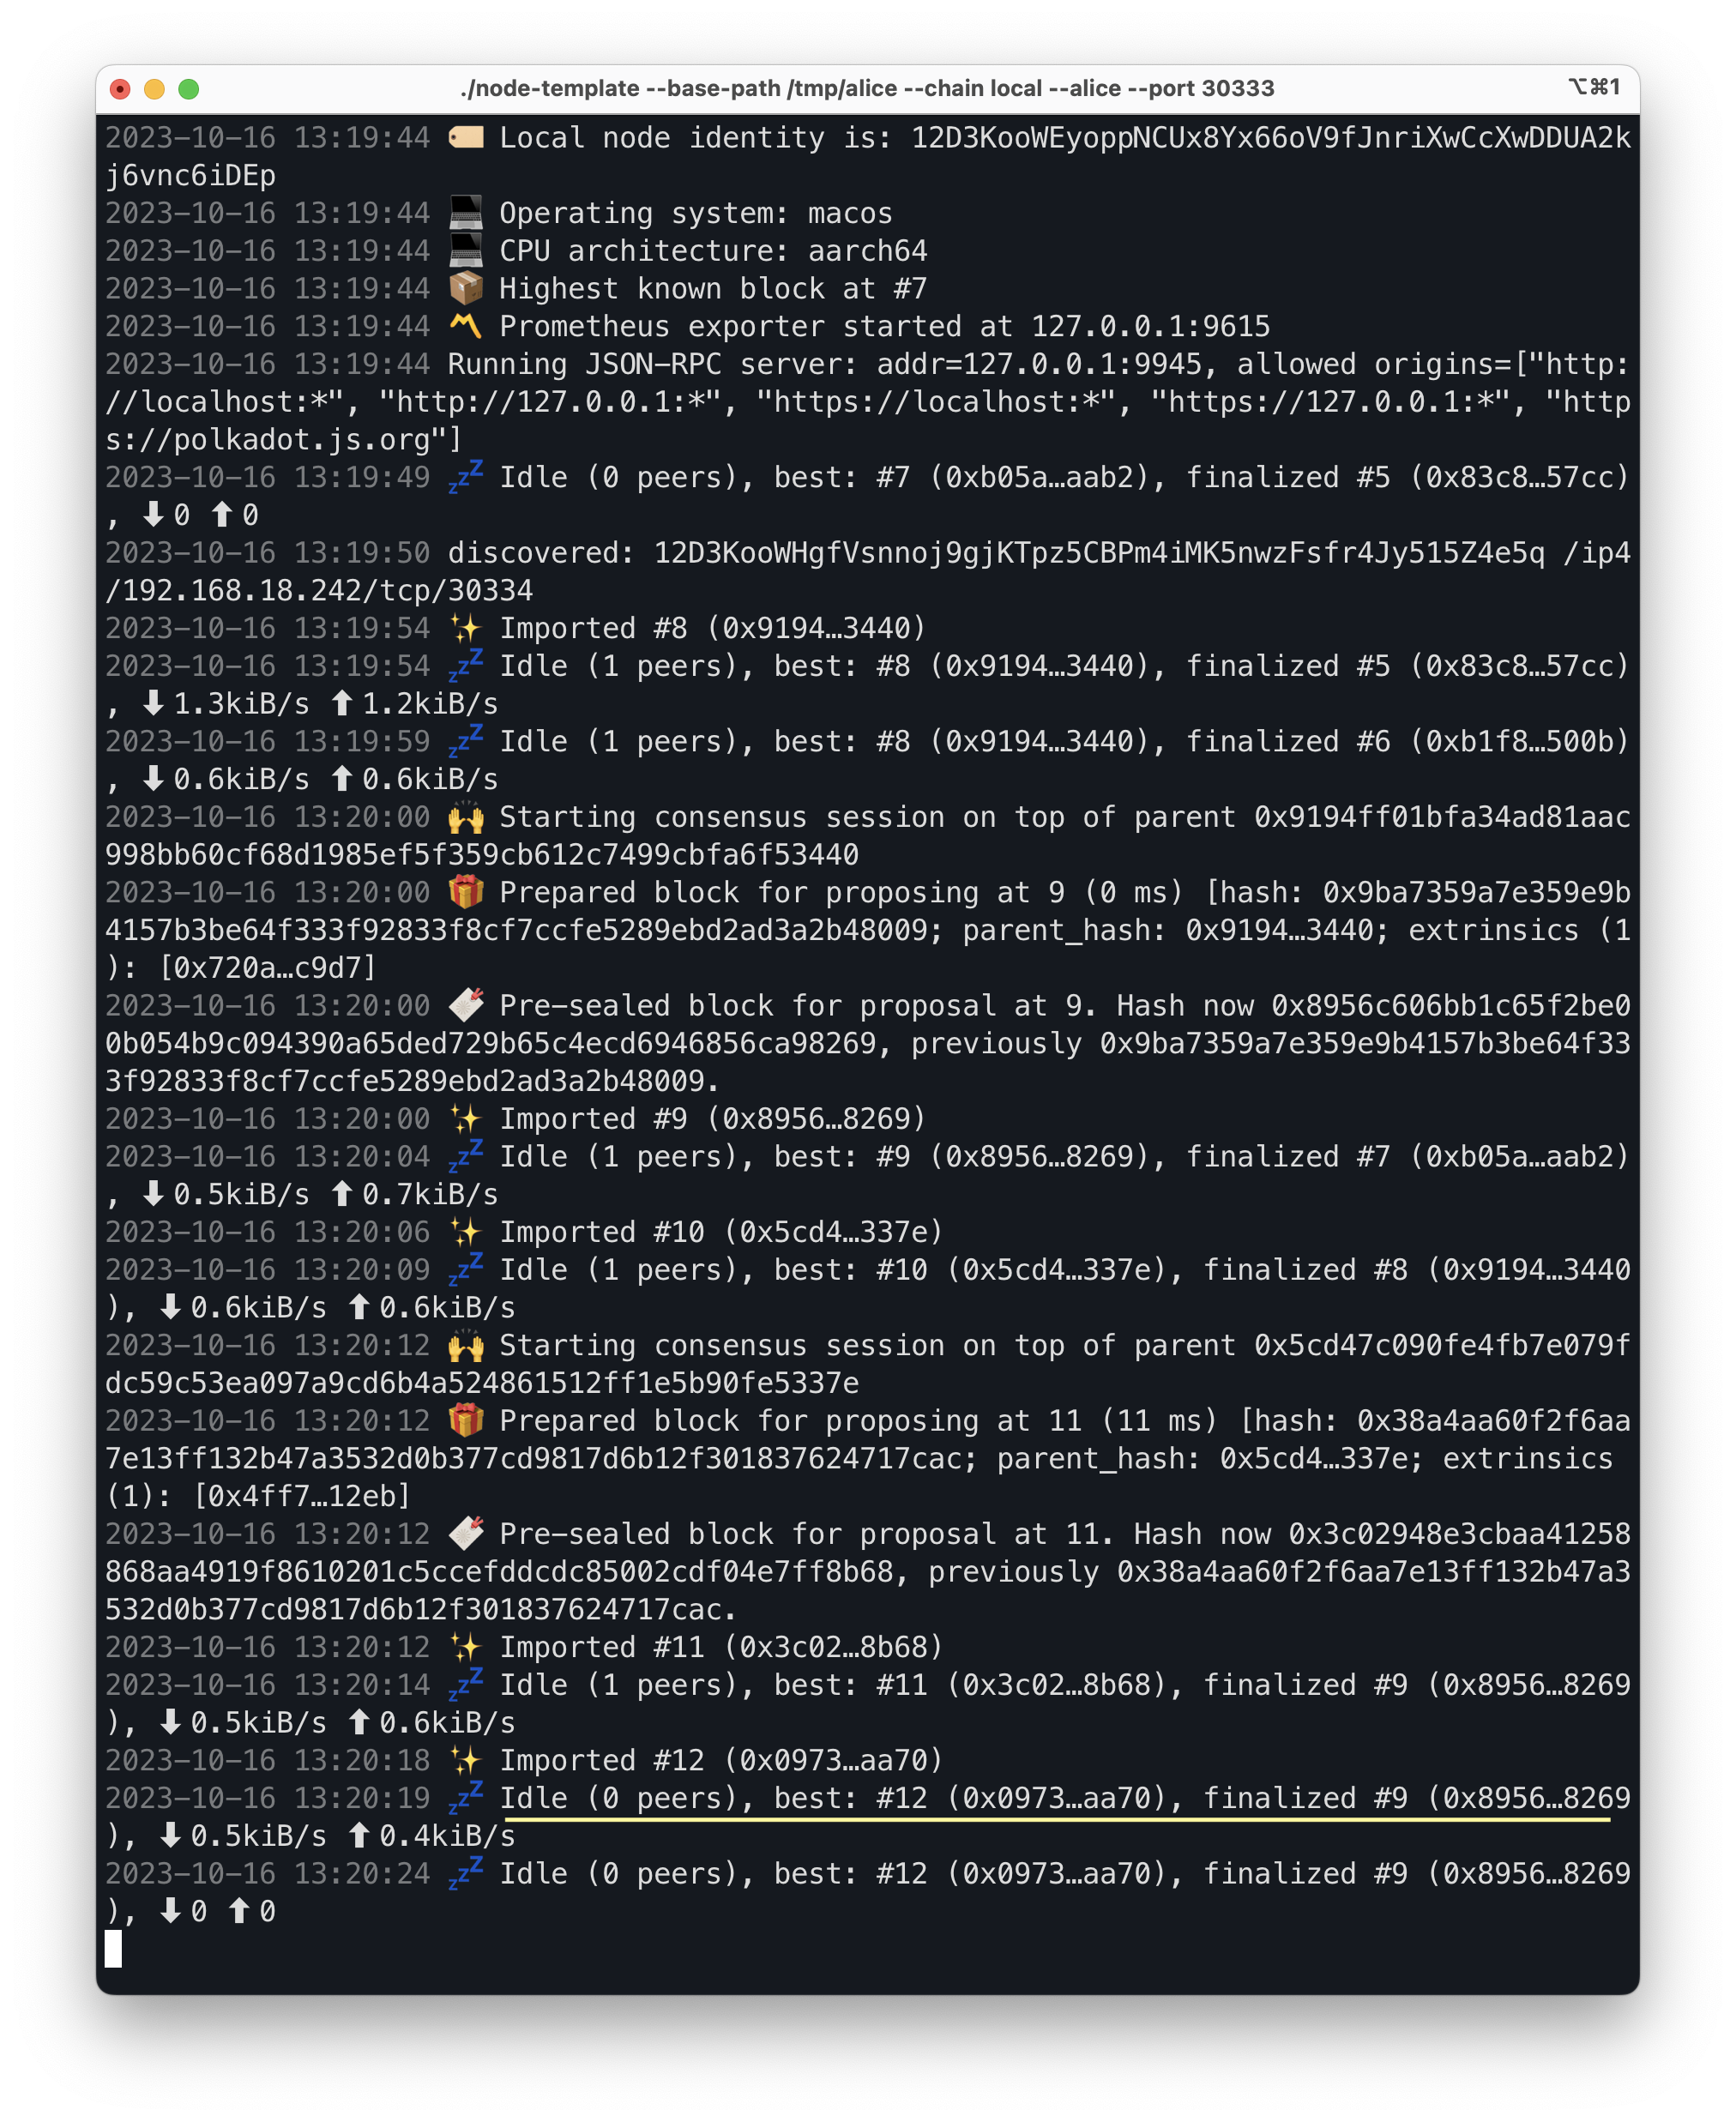 ./node-template --base-path /tmp/alice --chain local --alice --port 30333
⌥⌘1
2023-10-16 13:19:44 🏷 Local node identity is: 12D3KooWEyoppNCUx8Yx66oV9fJnriXwCcXwDDUA2k
j6vnc6iDEp
2023-10-16 13:19:44 💻 Operating system: macos
2023-10-16 13:19:44 💻 CPU architecture: aarch64
2023-10-16 13:19:44 📦 Highest known block at #7
2023-10-16 13:19:44 〽️ Prometheus exporter started at 127.0.0.1:9615
2023-10-16 13:19:44 Running JSON-RPC server: addr=127.0.0.1:9945, allowed origins=["http:
//localhost:*", "http://127.0.0.1:*", "https://localhost:*", "https://127.0.0.1:*", "http
s://polkadot.js.org"]
2023-10-16 13:19:49 💤 Idle (0 peers), best: #7 (0xb05a…aab2), finalized #5 (0x83c8…57cc)
, ⬇ 0 ⬆ 0
2023-10-16 13:19:50 discovered: 12D3KooWHgfVsnnoj9gjKTpz5CBPm4iMK5nwzFsfr4Jy515Z4e5q /ip4
/192.168.18.242/tcp/30334
2023-10-16 13:19:54 ✨ Imported #8 (0x9194…3440)
2023-10-16 13:19:54 💤 Idle (1 peers), best: #8 (0x9194…3440), finalized #5 (0x83c8…57cc)
, ⬇ 1.3kiB/s ⬆ 1.2kiB/s
2023-10-16 13:19:59 💤 Idle (1 peers), best: #8 (0x9194…3440), finalized #6 (0xb1f8…500b)
, ⬇ 0.6kiB/s ⬆ 0.6kiB/s
2023-10-16 13:20:00 🙌 Starting consensus session on top of parent 0x9194ff01bfa34ad81aac
998bb60cf68d1985ef5f359cb612c7499cbfa6f53440
2023-10-16 13:20:00 🎁 Prepared block for proposing at 9 (0 ms) [hash: 0x9ba7359a7e359e9b
4157b3be64f333f92833f8cf7ccfe5289ebd2ad3a2b48009; parent_hash: 0x9194…3440; extrinsics (1
): [0x720a…c9d7]
2023-10-16 13:20:00 🔖 Pre-sealed block for proposal at 9. Hash now 0x8956c606bb1c65f2be0
0b054b9c094390a65ded729b65c4ecd6946856ca98269, previously 0x9ba7359a7e359e9b4157b3be64f33
3f92833f8cf7ccfe5289ebd2ad3a2b48009.
2023-10-16 13:20:00 ✨ Imported #9 (0x8956…8269)
2023-10-16 13:20:04 💤 Idle (1 peers), best: #9 (0x8956…8269), finalized #7 (0xb05a…aab2)
, ⬇ 0.5kiB/s ⬆ 0.7kiB/s
2023-10-16 13:20:06 ✨ Imported #10 (0x5cd4…337e)
2023-10-16 13:20:09 💤 Idle (1 peers), best: #10 (0x5cd4…337e), finalized #8 (0x9194…3440
), ⬇ 0.6kiB/s ⬆ 0.6kiB/s
2023-10-16 13:20:12 🙌 Starting consensus session on top of parent 0x5cd47c090fe4fb7e079f
dc59c53ea097a9cd6b4a524861512ff1e5b90fe5337e
2023-10-16 13:20:12 🎁 Prepared block for proposing at 11 (11 ms) [hash: 0x38a4aa60f2f6aa
7e13ff132b47a3532d0b377cd9817d6b12f301837624717cac; parent_hash: 0x5cd4…337e; extrinsics
(1): [0x4ff7…12eb]
2023-10-16 13:20:12 🔖 Pre-sealed block for proposal at 11. Hash now 0x3c02948e3cbaa41258
868aa4919f8610201c5ccefddcdc85002cdf04e7ff8b68, previously 0x38a4aa60f2f6aa7e13ff132b47a3
532d0b377cd9817d6b12f301837624717cac.
2023-10-16 13:20:12 ✨ Imported #11 (0x3c02…8b68)
2023-10-16 13:20:14 💤 Idle (1 peers), best: #11 (0x3c02…8b68), finalized #9 (0x8956…8269
), ⬇ 0.5kiB/s ⬆ 0.6kiB/s
2023-10-16 13:20:18 ✨ Imported #12 (0x0973…aa70)
2023-10-16 13:20:19 💤 Idle (0 peers), best: #12 (0x0973…aa70), finalized #9 (0x8956…8269
), ⬇ 0.5kiB/s ⬆ 0.4kiB/s
2023-10-16 13:20:24 💤 Idle (0 peers), best: #12 (0x0973…aa70), finalized #9 (0x8956…8269
), ⬇ 0 ⬆ 0